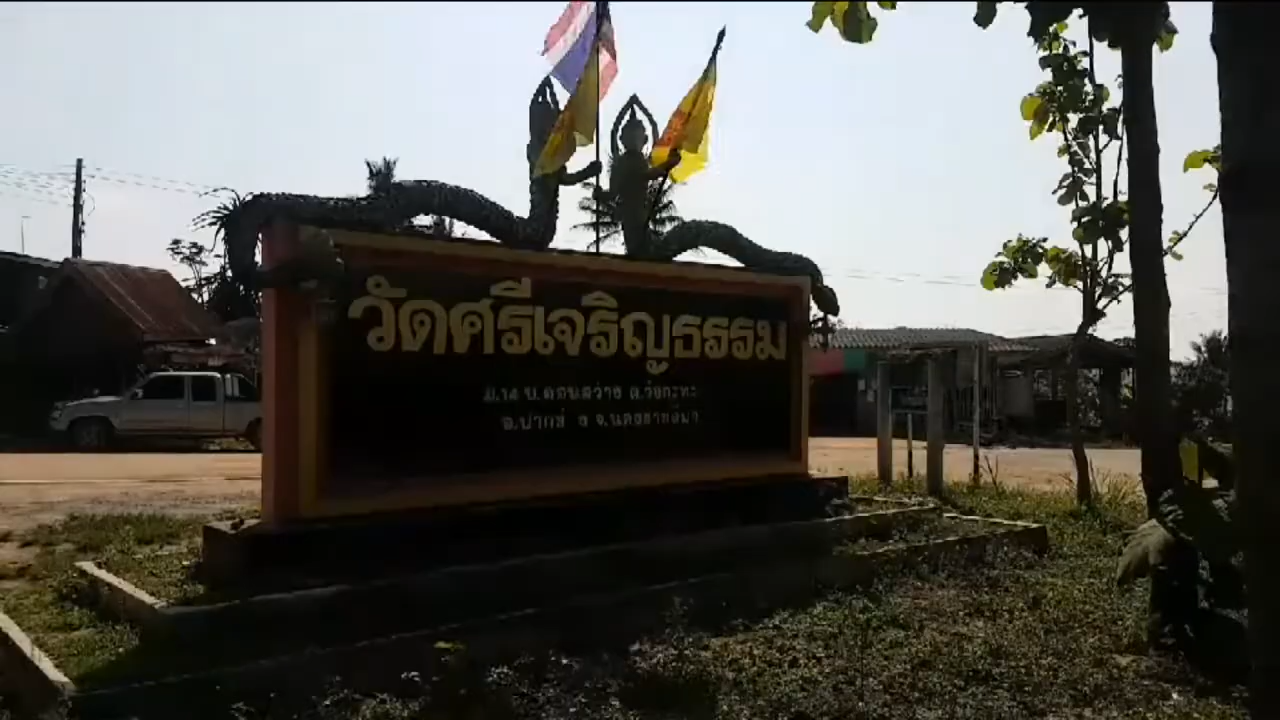 วัดศรีเจริญธรรม
ม.14 บ.ดอนสว่าง ต.วังกะทะ
อ.ปากช่อง จ.นครราชสีมา